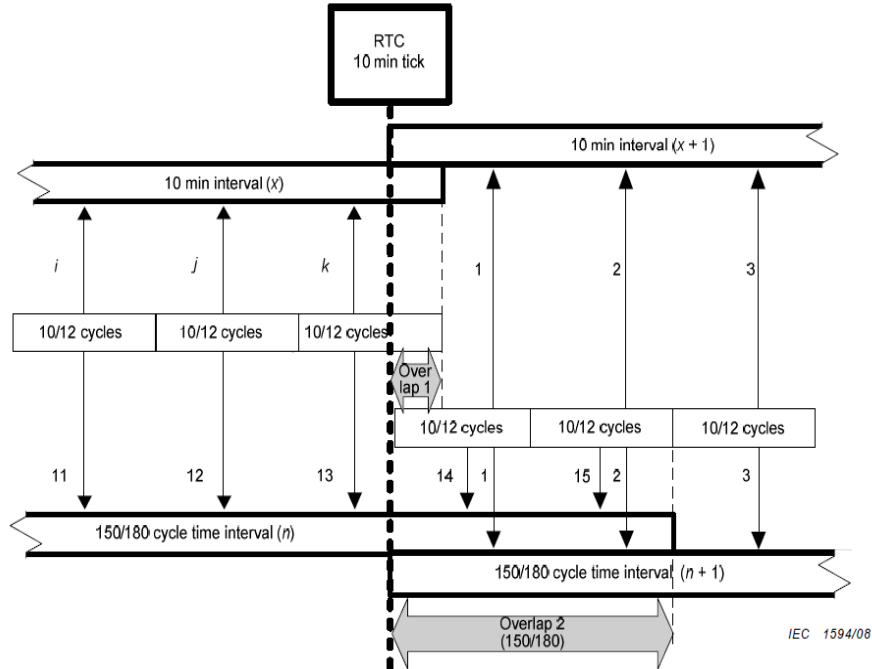 RTC
10 min tick
10 min interval (x + 1)
10 min interval (x)
i
j
k
1
2
3
10/12 cycles
10/12 cycles
10/12 cycles
Over
lap 1
10/12 cycles
10/12 cycles
10/12 cycles
11
12
13
14
1
15
2
3
150/180 cycle time interval (n)
150/180 cycle time interval (n + 1)
Overlap 2
(150/180)
IEC 1594/08